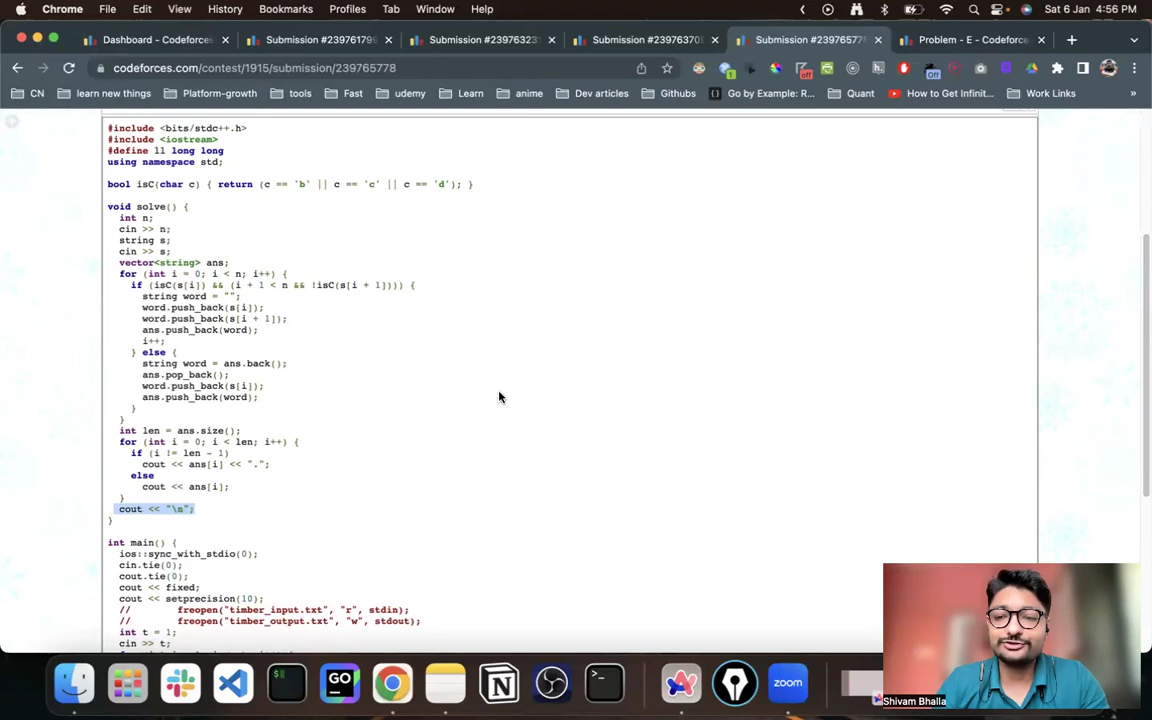 Chrome File Edit View History Bookmarks Profiles Tab Window Help Sat 6 Jan 4:56 PM
Dashboard - Codeforces Submission #239761799 Submission #23976323 Submission #23976370 Submission #23976577 Problem - E - Codeforce
codeforces.com/contest/1915/submission/239765778
CN learn new things Platform-growth tools Fast udemy Learn anime Dev articles Githubs Go by Example: R... Quant How to Get Infinit... Work Links
#include <bits/stdc++.h>
#include <iostream>
#define ll long long
using namespace std;
bool isC(char c) { return (c == 'b' || c == 'c' || c == 'd'); }
void solve() {
int n;
cin >> n;
string s;
cin >> s;
vector<string> ans;
for (int i = 0; i < n; i++) {
if (isC(s[i]) && (i + 1 < n && !isC(s[i + 1]))) {
string word = "";
word.push_back(s[i]);
word.push_back(s[i + 1]);
ans.push_back(word);
i++;
} else {
string word = ans.back();
ans.pop_back();
word.push_back(s[i]);
ans.push_back(word);
}
}
int len = ans.size();
for (int i = 0; i < len; i++) {
if (i != len - 1)
cout << ans[i] << ".";
else
cout << ans[i];
}
cout << "\n";
}
int main() {
ios::sync_with_stdio(0);
cin.tie(0);
cout.tie(0);
cout << fixed;
cout << setprecision(10);
// freopen("timber_input.txt", "r", stdin);
// freopen("timber_output.txt", "w", stdout);
int t = 1;
cin >> t;
GO
zoom
Shivam Bhalla